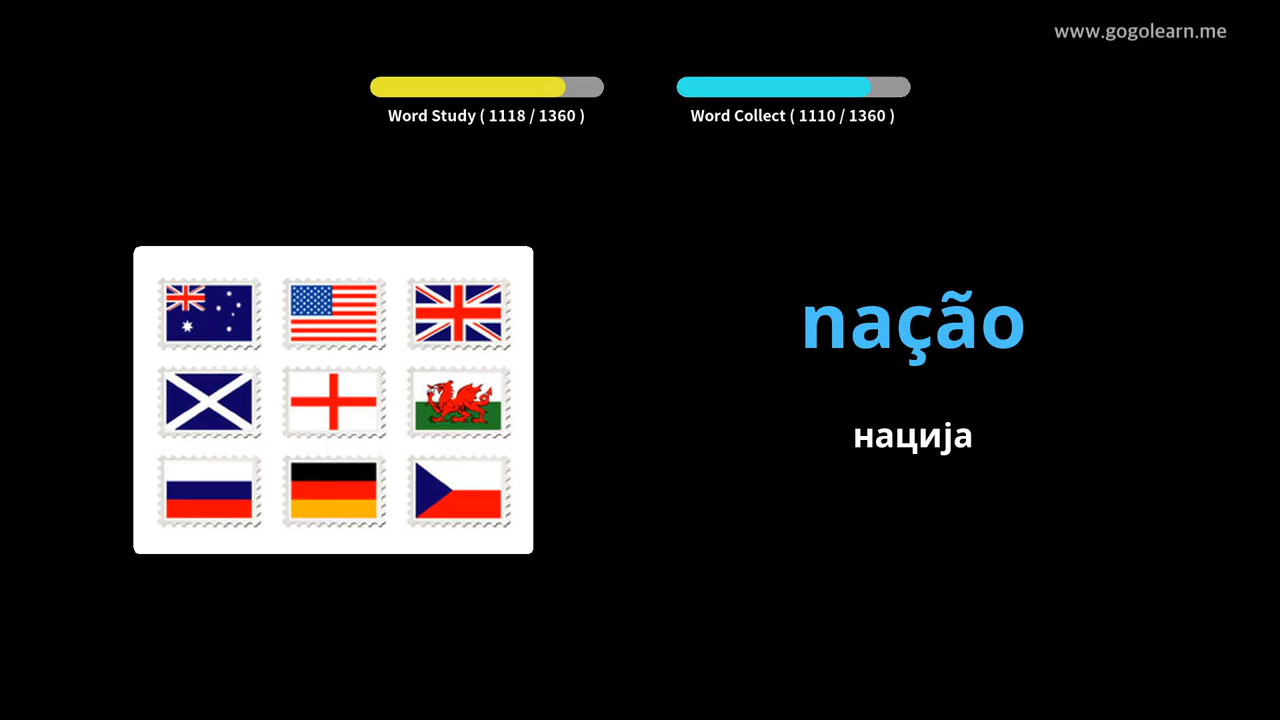 www.gogolearn.me
Word Study ( 1118 / 1360 )
Word Collect ( 1110 / 1360 )
nação
нација